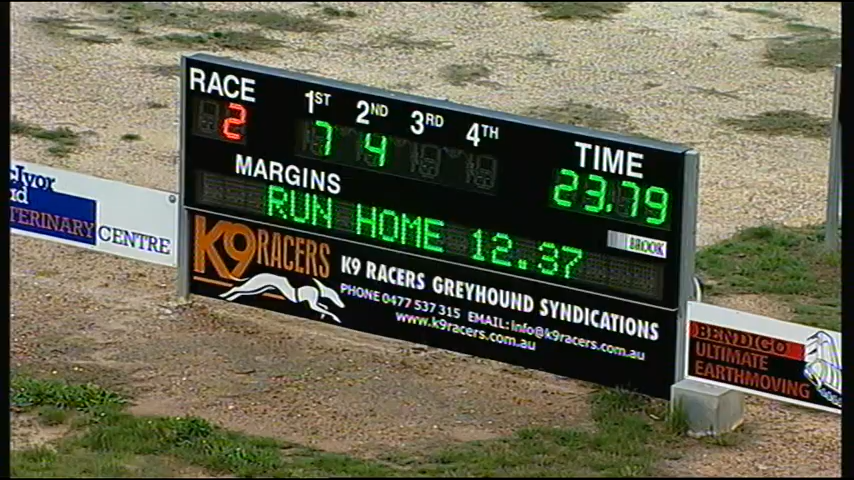 RACE 1ST 2ND 3RD 4TH TIME
2 7 4 23.79
MARGINS
RUN HOME 12.37
BROOK
K9 RACERS
K9 RACERS GREYHOUND SYNDICATIONS
PHONE 0477 537 315 EMAIL: info@k9racers.com.au
www.k9racers.com.au
cIvor
TERINARY
CENTRE
BENDIGO
ULTIMATE
EARTHMOVING